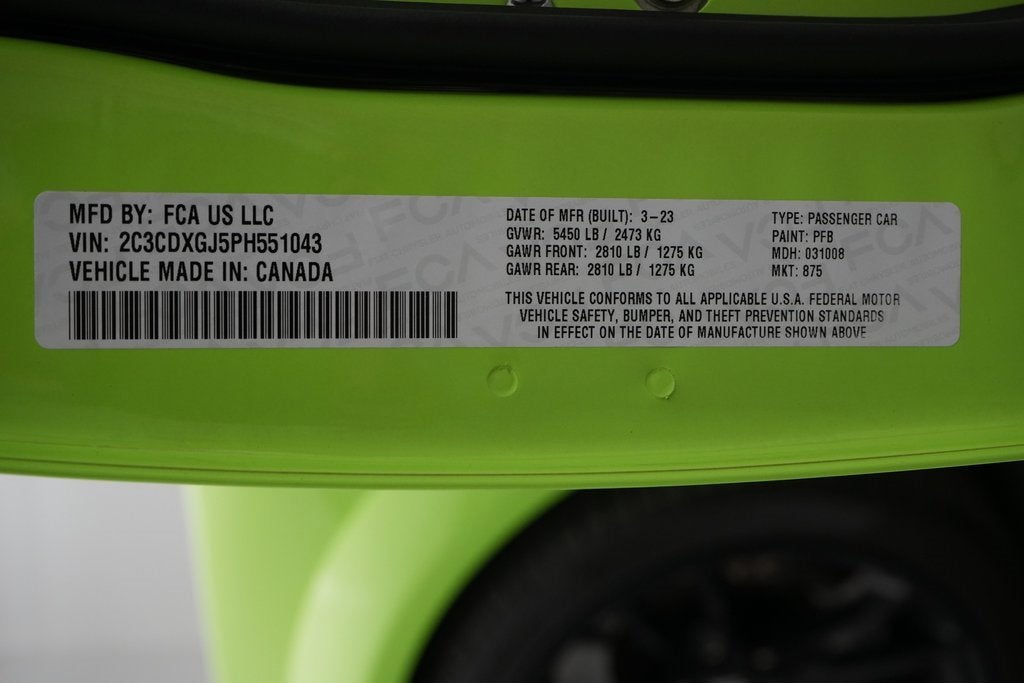 MFD BY: FCA US LLC
VIN: 2C3CDXGJ5PH551043
VEHICLE MADE IN: CANADA
DATE OF MFR (BUILT): 3-23
GVWR: 5450 LB / 2473 KG
GAWR FRONT: 2810 LB / 1275 KG
GAWR REAR: 2810 LB / 1275 KG
TYPE: PASSENGER CAR
PAINT: PFB
MDH: 031008
MKT: 875
THIS VEHICLE CONFORMS TO ALL APPLICABLE U.S.A. FEDERAL MOTOR
VEHICLE SAFETY, BUMPER, AND THEFT PREVENTION STANDARDS
IN EFFECT ON THE DATE OF MANUFACTURE SHOWN ABOVE